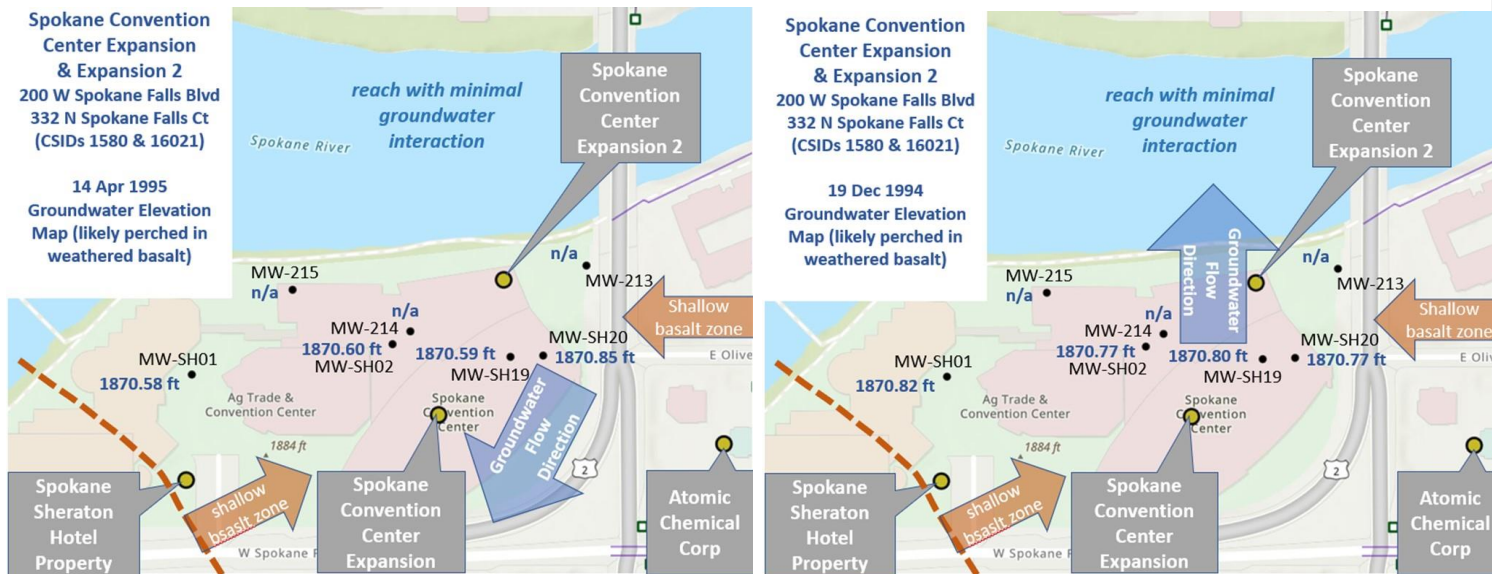 Spokane Convention
Center Expansion
& Expansion 2
200 W Spokane Falls Blvd
332 N Spokane Falls Ct
(CSIDs 1580 & 16021)
14 Apr 1995
Groundwater Elevation
Map (likely perched in
weathered basalt)
reach with minimal
groundwater
interaction
Spokane River
Spokane
Convention
Center
Expansion 2
n/a
MW-213
MW-215
n/a
n/a
MW-214
1870.60 ft
MW-SH02
1870.59 ft
MW-SH19
MW-SH20
1870.85 ft
MW-SH01
1870.58 ft
Shallow
basalt zone
E Olive
Ag Trade &
Convention Center
Spokane
Convention
Center
Groundwater
Flow
Direction
1884 ft
2
Spokane
Sheraton
Hotel
Property
shallow
bsaslt zone
W Spokane F
Spokane
Convention
Center
Expansion
Atomic
Chemical
Corp
Spokane Convention
Center Expansion
& Expansion 2
200 W Spokane Falls Blvd
332 N Spokane Falls Ct
(CSIDs 1580 & 16021)
19 Dec 1994
Groundwater Elevation
Map (likely perched in
weathered basalt)
reach with minimal
groundwater
interaction
Spokane River
Spokane
Convention
Center
Expansion 2
Groundwater
Flow
Direction
n/a
MW-213
MW-215
n/a
n/a
MW-214
1870.77 ft
MW-SH02
1870.80 ft
MW-SH19
MW-SH20
1870.77 ft
MW-SH01
1870.82 ft
Shallow
basalt zone
E Olive
Ag Trade &
Convention Center
Spokane
Convention
Center
1884 ft
2
Spokane
Sheraton
Hotel
Property
shallow
bsaslt zone
W Spokane F
Spokane
Convention
Center
Expansion
Atomic
Chemical
Corp